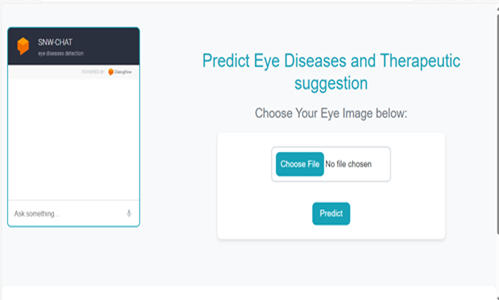 SNW-CHAT
eye diseases detection
POWERED BY Dialogflow
Ask something...
Predict Eye Diseases and Therapeutic
suggestion
Choose Your Eye Image below:
Choose File No file chosen
Predict